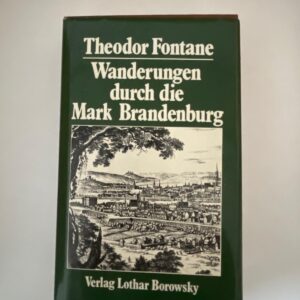 Theodor Fontane
Wanderungen
durch die
Mark Brandenburg
Verlag Lothar Borowsky